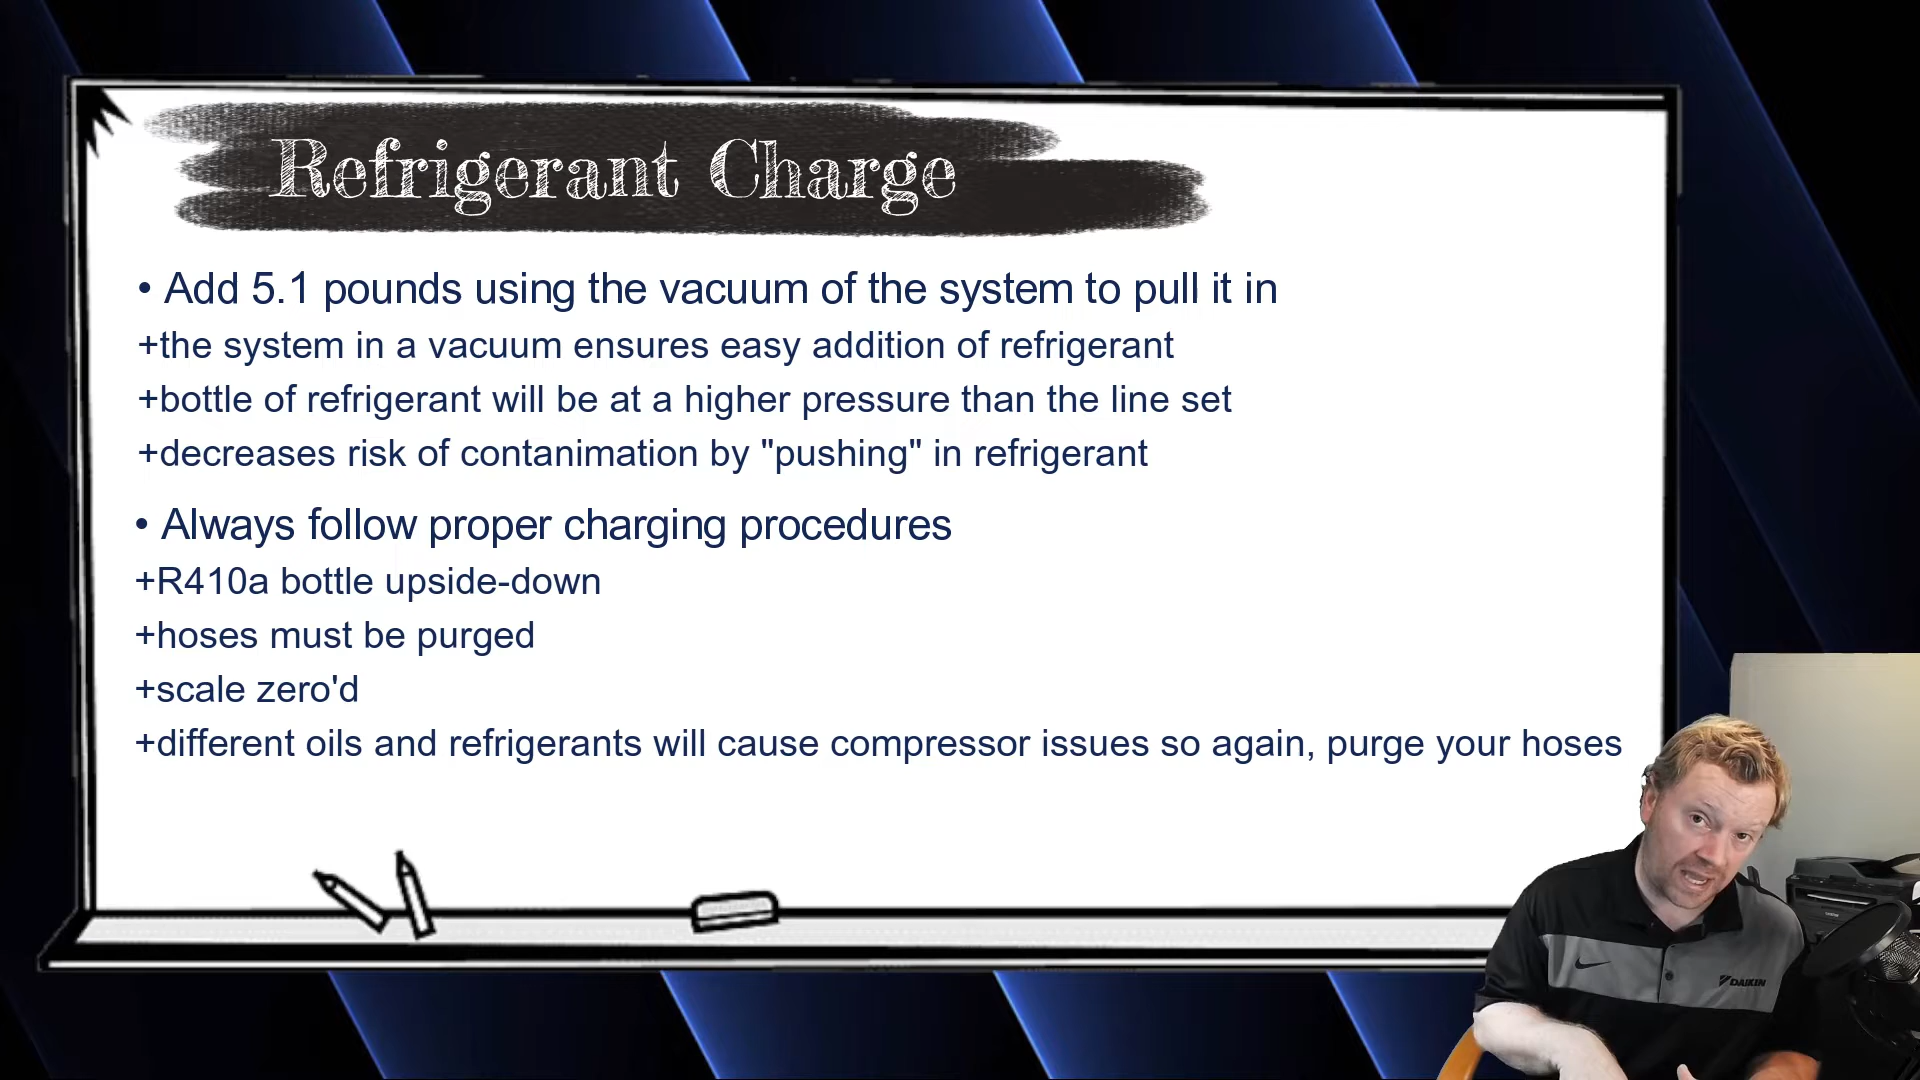 Refrigerant Charge
• Add 5.1 pounds using the vacuum of the system to pull it in
+the system in a vacuum ensures easy addition of refrigerant
+bottle of refrigerant will be at a higher pressure than the line set
+decreases risk of contanimation by "pushing" in refrigerant
• Always follow proper charging procedures
+R410a bottle upside-down
+hoses must be purged
+scale zero'd
+different oils and refrigerants will cause compressor issues so again, purge your hoses
DAIKIN